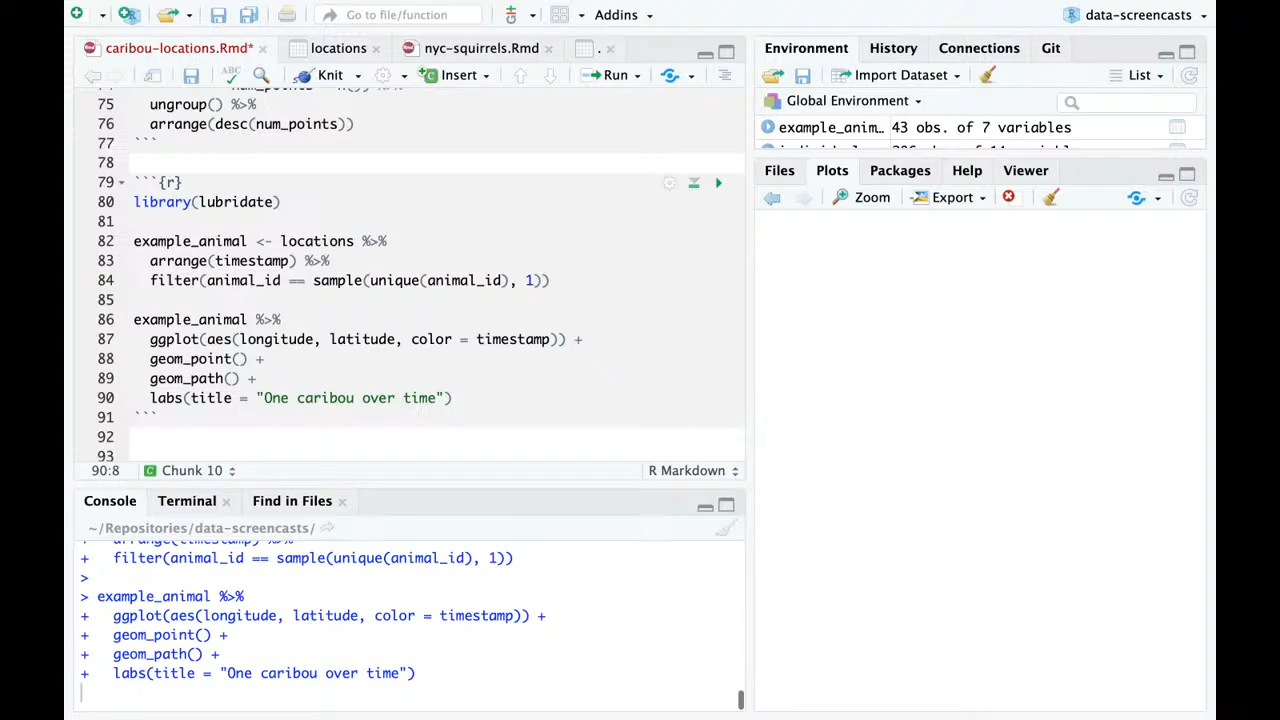 Go to file/function
Addins
data-screencasts
caribou-locations.Rmd*
locations
nyc-squirrels.Rmd
.
ABC
Knit
Insert
Run
75 ungroup() %>%
76 arrange(desc(num_points))
77 ```
78
79 ```{r}
80 library(lubridate)
81
82 example_animal <- locations %>%
83 arrange(timestamp) %>%
84 filter(animal_id == sample(unique(animal_id), 1))
85
86 example_animal %>%
87 ggplot(aes(longitude, latitude, color = timestamp)) +
88 geom_point() +
89 geom_path() +
90 labs(title = "One caribou over time")
91 ```
92
93
90:8
Chunk 10
R Markdown
Console
Terminal
Find in Files
~/Repositories/data-screencasts/
+ arrange(timestamp) %>%
+ filter(animal_id == sample(unique(animal_id), 1))
>
> example_animal %>%
+ ggplot(aes(longitude, latitude, color = timestamp)) +
+ geom_point() +
+ geom_path() +
+ labs(title = "One caribou over time")
Environment
History
Connections
Git
Import Dataset
List
Global Environment
example_anim… 43 obs. of 7 variables
Files
Plots
Packages
Help
Viewer
Zoom
Export